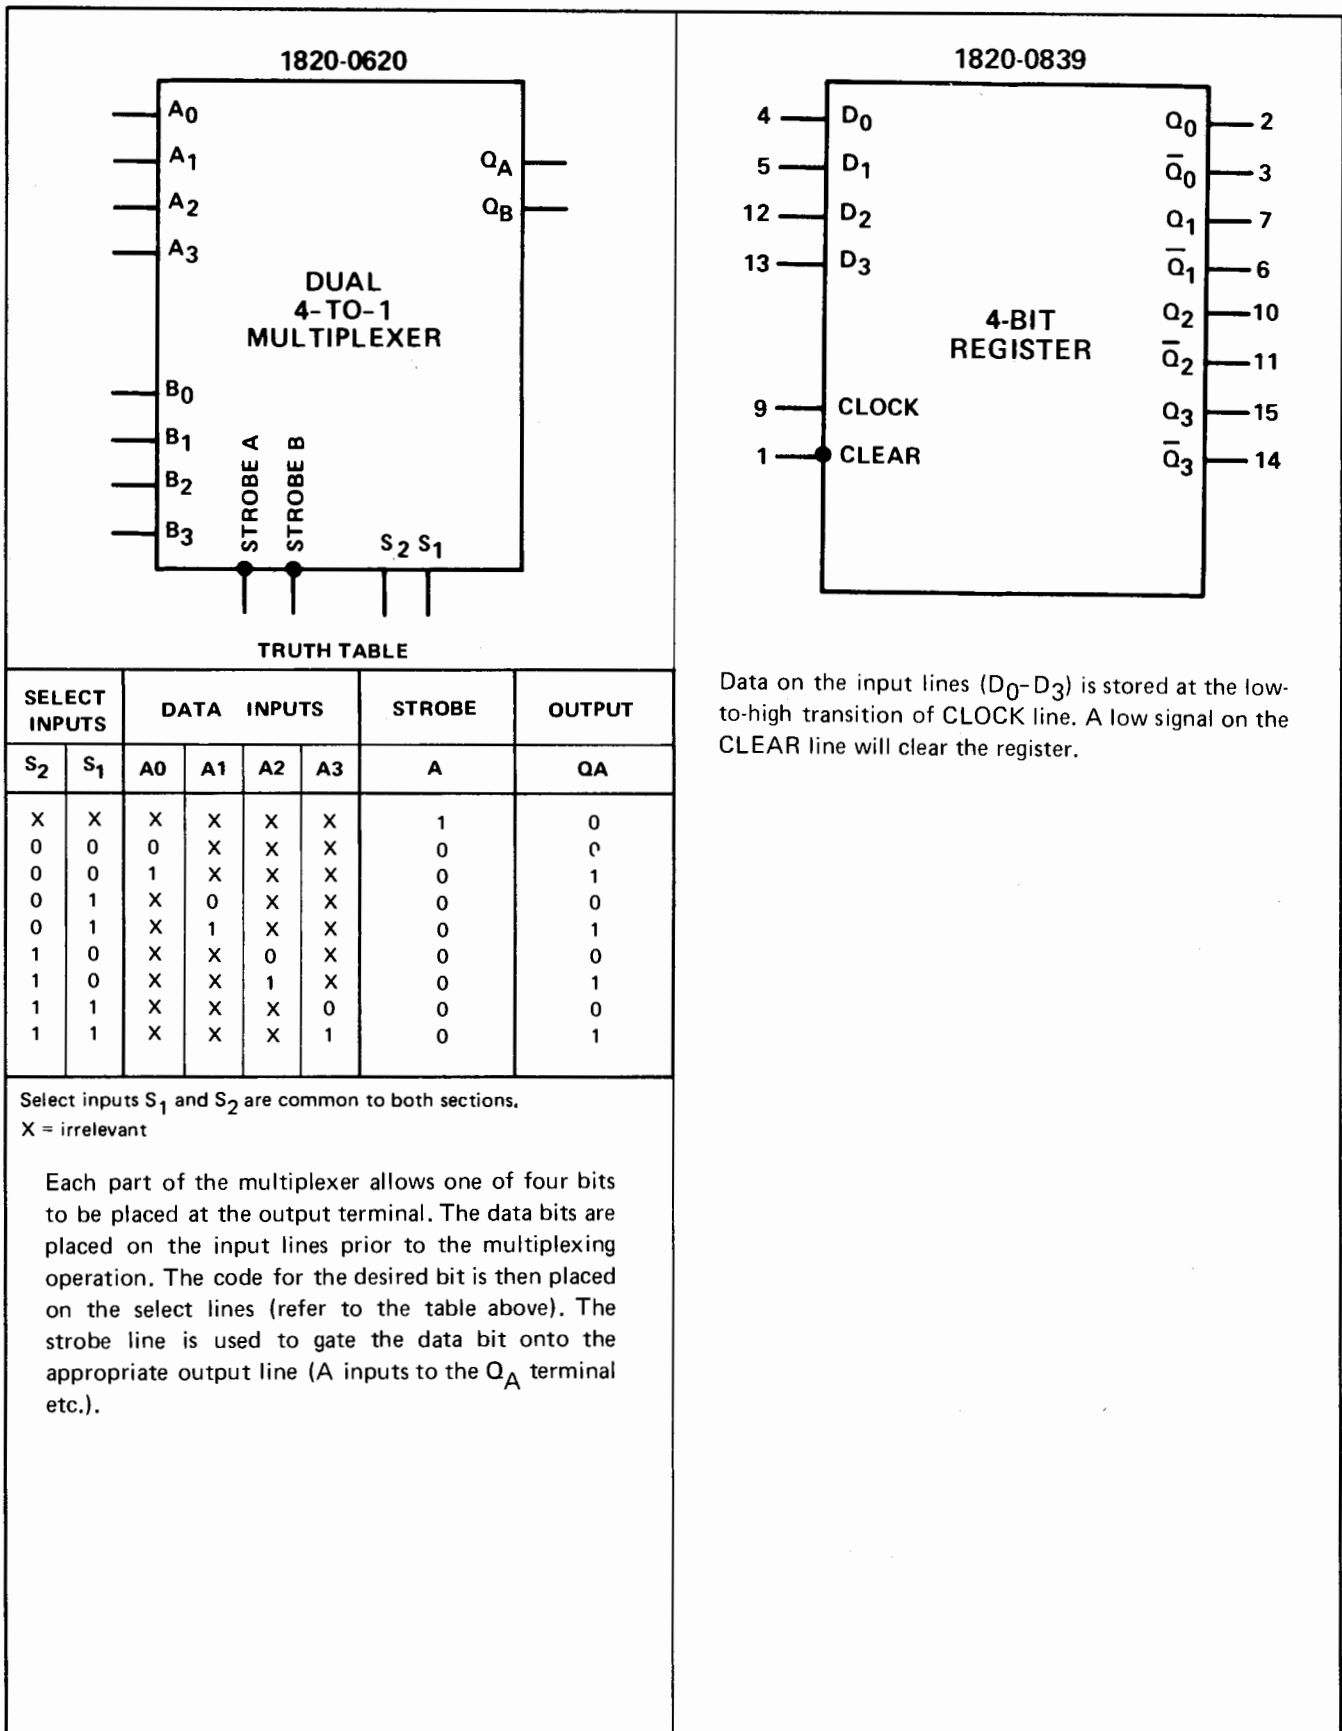 1820-0620
A0
A1
A2
A3
QA
QB
DUAL
4-TO-1
MULTIPLEXER
B0
B1
B2
B3
STROBE A
STROBE B
S2 S1
TRUTH TABLE
SELECT INPUTS DATA INPUTS STROBE OUTPUT
S2 S1 A0 A1 A2 A3 A QA
X X X X X X 1 0
0 0 0 X X X 0 0
0 0 1 X X X 0 1
0 1 X 0 X X 0 0
0 1 X 1 X X 0 1
1 0 X X 0 X 0 0
1 0 X X 1 X 0 1
1 1 X X X 0 0 0
1 1 X X X 1 0 1
Select inputs S1 and S2 are common to both sections.
X = irrelevant
Each part of the multiplexer allows one of four bits
to be placed at the output terminal. The data bits are
placed on the input lines prior to the multiplexing
operation. The code for the desired bit is then placed
on the select lines (refer to the table above). The
strobe line is used to gate the data bit onto the
appropriate output line (A inputs to the QA terminal
etc.).
1820-0839
4 D0 Q0 2
5 D1 Q̅0 3
12 D2 Q1 7
13 D3 Q̅1 6
4-BIT
REGISTER
Q2 10
Q̅2 11
9 CLOCK Q3 15
1 CLEAR Q̅3 14
Data on the input lines (D0-D3) is stored at the low-
to-high transition of CLOCK line. A low signal on the
CLEAR line will clear the register.